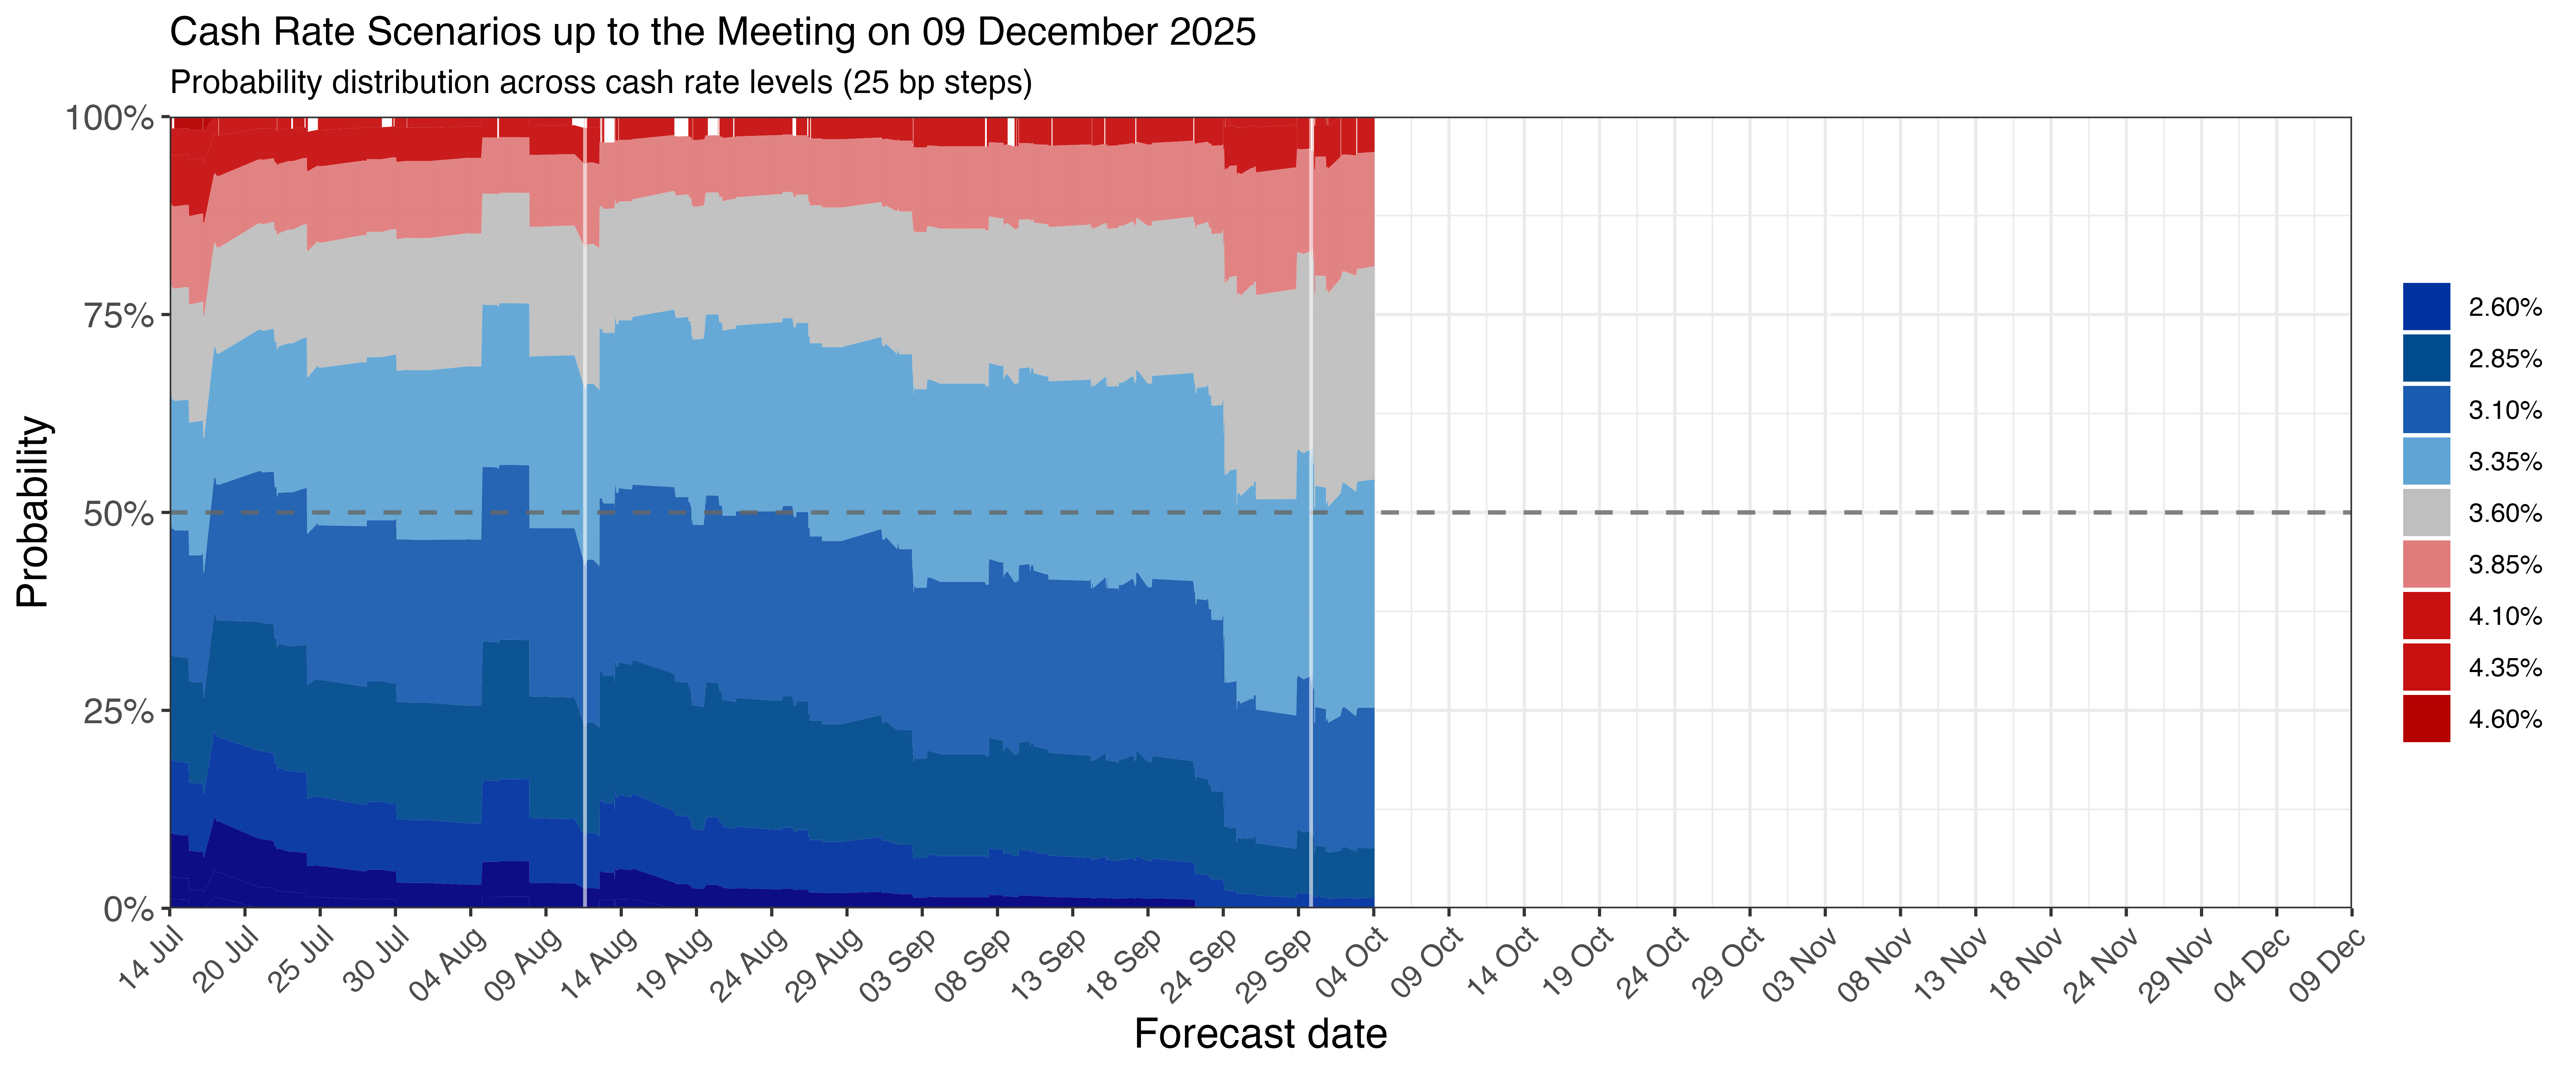 Cash Rate Scenarios up to the Meeting on 09 December 2025
Probability distribution across cash rate levels (25 bp steps)
100%
75%
50%
25%
0%
Probability
14 Jul
20 Jul
25 Jul
30 Jul
04 Aug
09 Aug
14 Aug
19 Aug
24 Aug
29 Aug
03 Sep
08 Sep
13 Sep
18 Sep
24 Sep
29 Sep
04 Oct
09 Oct
14 Oct
19 Oct
24 Oct
29 Oct
03 Nov
08 Nov
13 Nov
18 Nov
24 Nov
29 Nov
04 Dec
09 Dec
Forecast date
2.60%
2.85%
3.10%
3.35%
3.60%
3.85%
4.10%
4.35%
4.60%